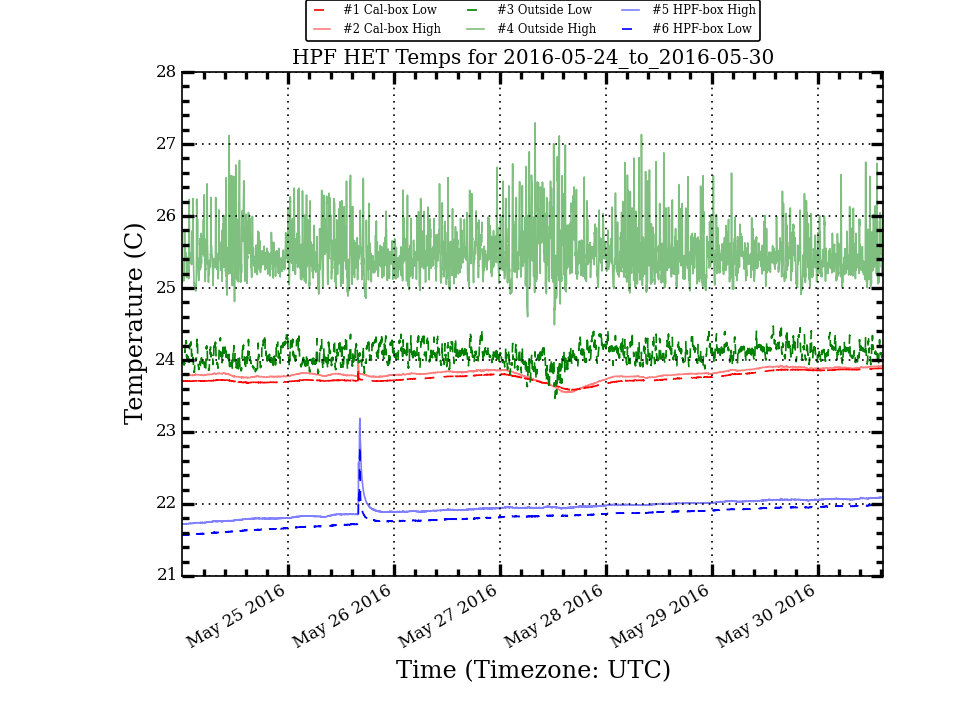 #1 Cal-box Low #3 Outside Low #5 HPF-box High
#2 Cal-box High #4 Outside High #6 HPF-box Low
HPF HET Temps for 2016-05-24_to_2016-05-30
28
27
26
25
24
23
22
21
Temperature (C)
May 25 2016 May 26 2016 May 27 2016 May 28 2016 May 29 2016 May 30 2016
Time (Timezone: UTC)